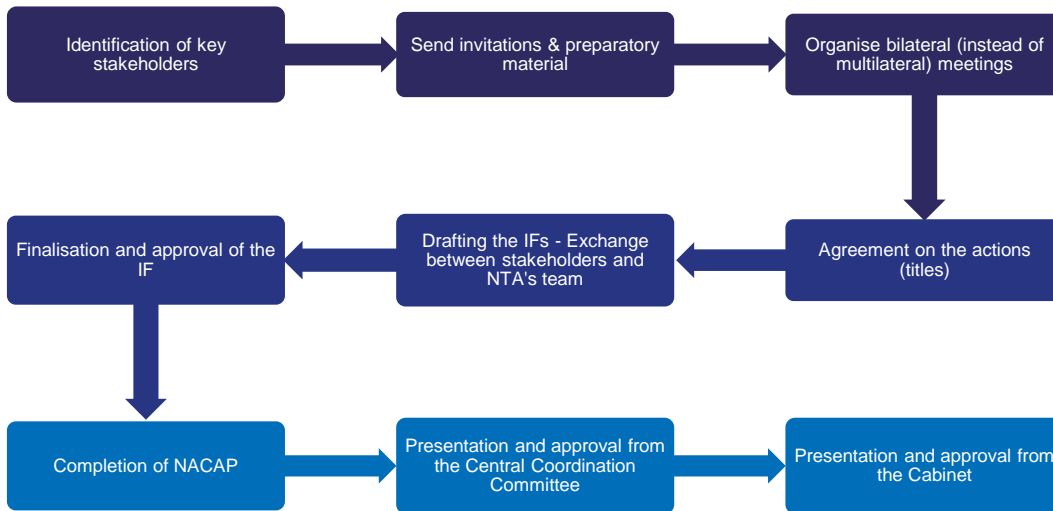 Identification of key
stakeholders
Send invitations & preparatory
material
Organise bilateral (instead of
multilateral) meetings
Agreement on the actions
(titles)
Drafting the IFs - Exchange
between stakeholders and
NTA's team
Finalisation and approval of the
IF
Completion of NACAP
Presentation and approval from
the Central Coordination
Committee
Presentation and approval from
the Cabinet